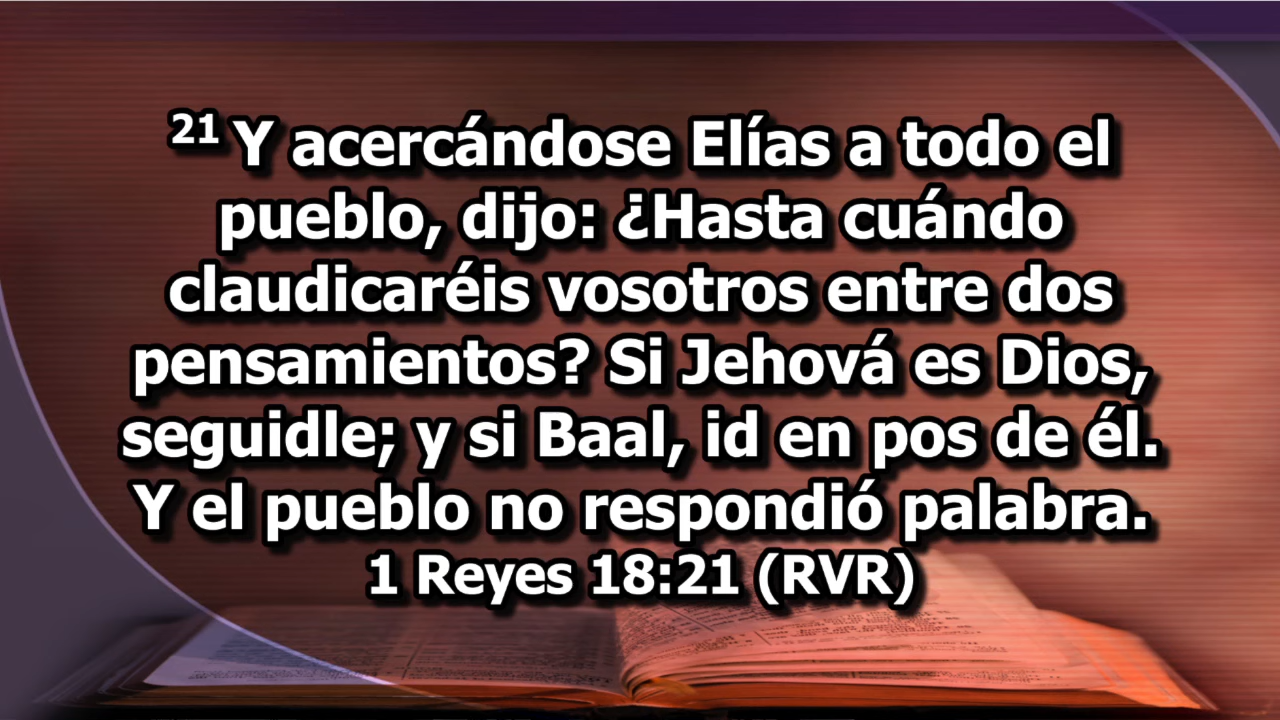 21 Y acercándose Elías a todo el
pueblo, dijo: ¿Hasta cuándo
claudicaréis vosotros entre dos
pensamientos? Si Jehová es Dios,
seguidle; y si Baal, id en pos de él.
Y el pueblo no respondió palabra.
1 Reyes 18:21 (RVR)